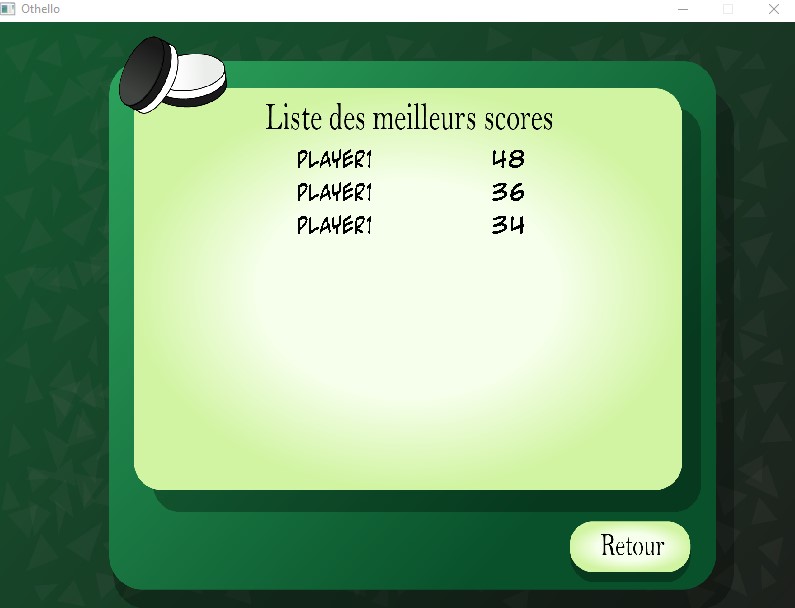 Othello
Liste des meilleurs scores
PLAYER1 48
PLAYER1 36
PLAYER1 34
Retour